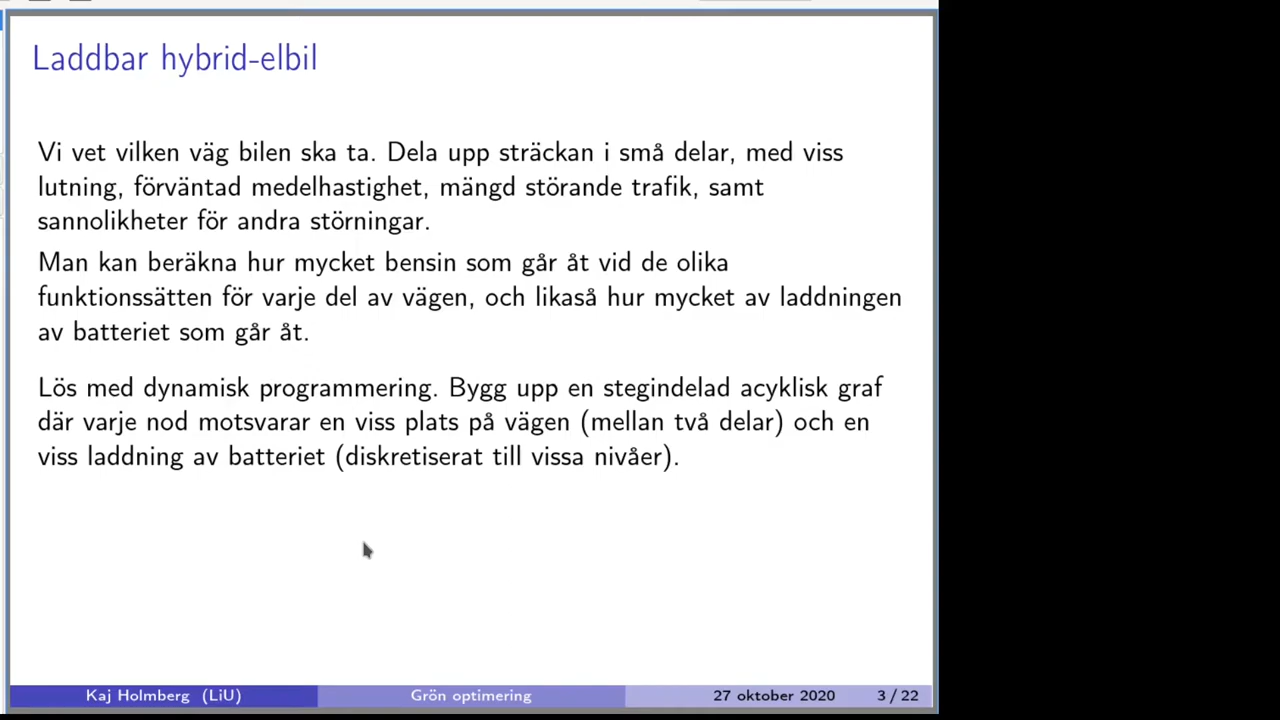 Laddbar hybrid-elbil
Vi vet vilken väg bilen ska ta. Dela upp sträckan i små delar, med viss
lutning, förväntad medelhastighet, mängd störande trafik, samt
sannolikheter för andra störningar.
Man kan beräkna hur mycket bensin som går åt vid de olika
funktionssätten för varje del av vägen, och likaså hur mycket av laddningen
av batteriet som går åt.
Lös med dynamisk programmering. Bygg upp en stegindelad acyklisk graf
där varje nod motsvarar en viss plats på vägen (mellan två delar) och en
viss laddning av batteriet (diskretiserat till vissa nivåer).
Kaj Holmberg (LiU) Grön optimering 27 oktober 2020 3 / 22